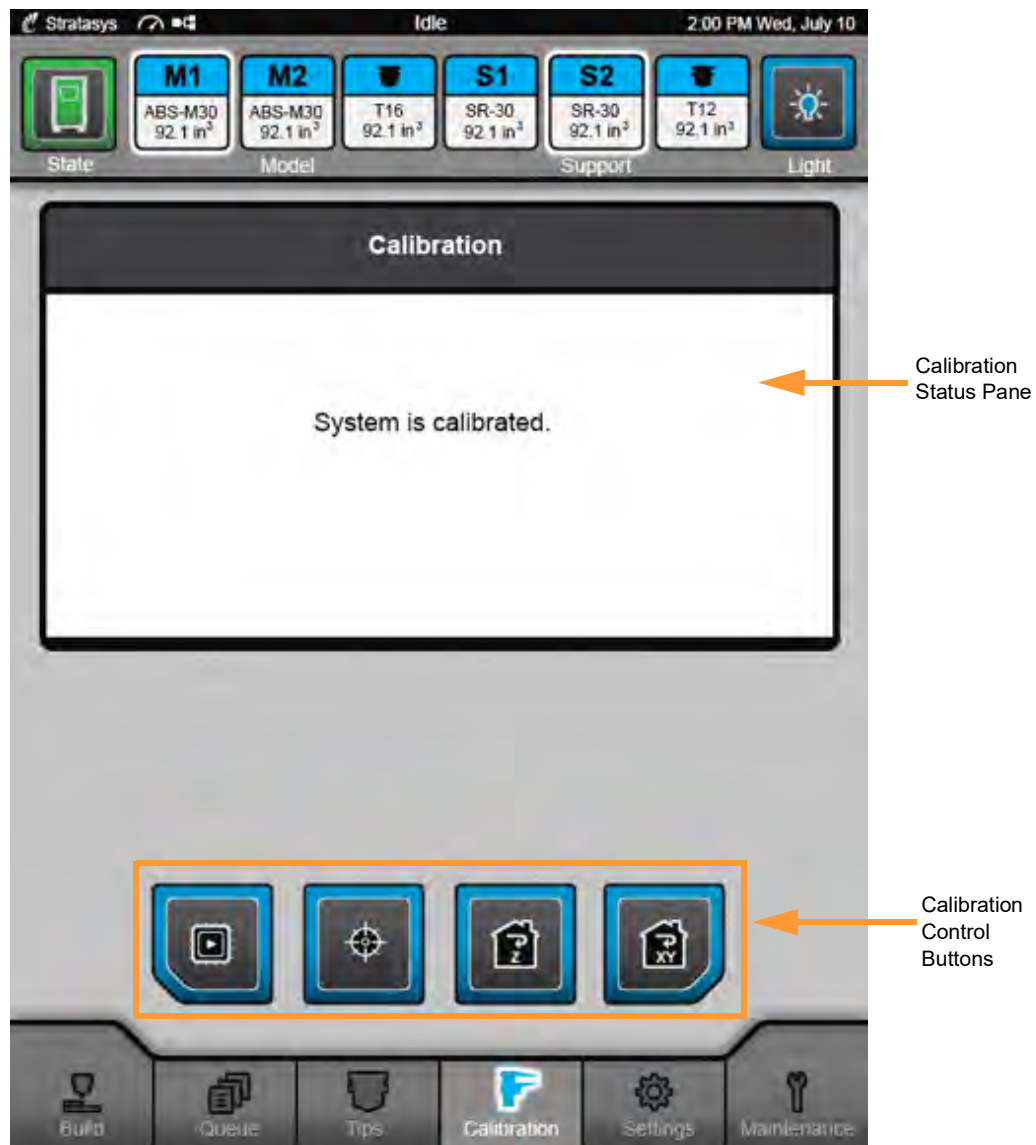 Stratasys Idle 2:00 PM Wed, July 10
M1 M2 S1 S2
ABS-M30 ABS-M30 T16 SR-30 SR-30 T12
92.1 in³ 92.1 in³ 92.1 in³ 92.1 in³ 92.1 in³ 92.1 in³
State Model Support Light
Calibration
System is calibrated.
Calibration
Status Pane
Z XY
Calibration
Control
Buttons
Build Queue Tips Calibration Settings Maintenance